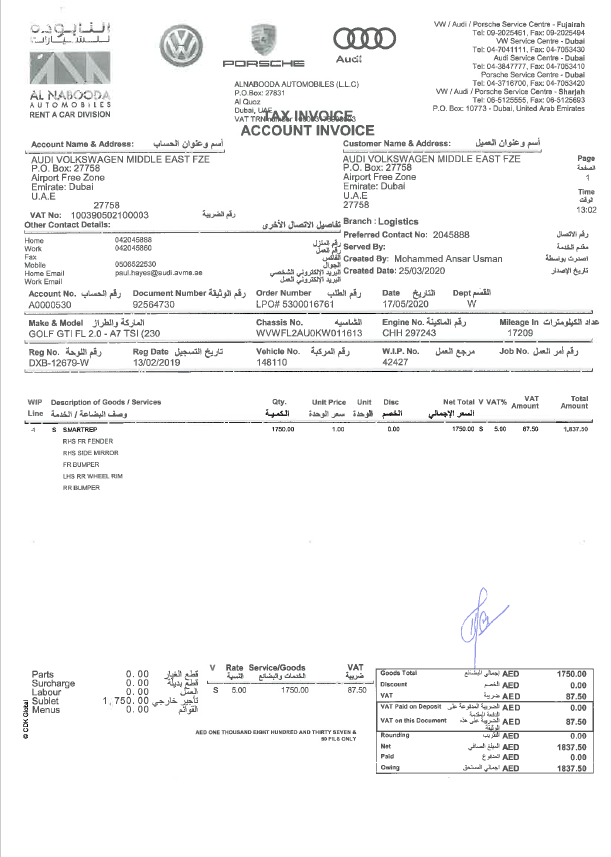 النابوده
للسيارات
AL NABOODA
AUTOMOBILES
RENT A CAR DIVISION
PORSCHE
Audi
VW / Audi / Porsche Service Centre - Fujairah
Tel: 09-2025461, Fax: 09-2025494
VW Service Centre - Dubai
Tel: 04-7041111, Fax: 04-7053430
Audi Service Centre - Dubai
Tel: 04-3847777, Fax: 04-7053410
Porsche Service Centre - Dubai
Tel: 04-3716700, Fax: 04-7053420
VW / Audi / Porsche Service Centre - Sharjah
Tel: 06-5125555, Fax: 06-5125693
P.O. Box: 10773 - Dubai, United Arab Emirates
ALNABOODA AUTOMOBILES (L.L.C)
P.O.Box: 27831
Al Quoz
Dubai, UAE
VAT TRN number
TAX INVOICE
ACCOUNT INVOICE
Account Name & Address: أسم وعنوان الحساب
AUDI VOLKSWAGEN MIDDLE EAST FZE
P.O. Box: 27758
Airport Free Zone
Emirate: Dubai
U.A.E
27758
VAT No: 100390502100003 رقم الضريبة
Customer Name & Address: أسم وعنوان العميل
AUDI VOLKSWAGEN MIDDLE EAST FZE
P.O. Box: 27758
Airport Free Zone
Emirate: Dubai
U.A.E
27758
Page
الصفحة
1
Time
الوقت
13:02
Other Contact Details: تفاصيل الاتصال الأخرى
Home 042045888 رقم المنزل
Work 042045860 رقم العمل
Fax الفاكس
Mobile 0506522530 الجوال
Home Email paul.hayes@audi.avme.ae البريد الالكتروني الشخصي
Work Email البريد الالكتروني العمل
Branch : Logistics
Preferred Contact No: 2045888 رقم الاتصال
Served By: مقدم الخدمة
Created By: Mohammed Ansar Usman اصدرت بواسطة
Created Date: 25/03/2020 تاريخ الإصدار
Account No. رقم الحساب Document Number رقم الوثيقة Order Number رقم الطلب Date التاريخ Dept القسم
A0000530 92564730 LPO# 5300016761 17/05/2020 W
Make & Model الماركة والطراز Chassis No. الشاسيه Engine No. رقم الماكينة Mileage In عداد الكيلومترات
GOLF GTI FL 2.0 - A7 TSI (230 WVWFL2AU0KW011613 CHH 297243 17209
Reg No. رقم اللوحة Reg Date تاريخ التسجيل Vehicle No. رقم المركبة W.I.P. No. مرجع العمل Job No. رقم أمر العمل
DXB-12679-W 13/02/2019 148110 42427
WIP Description of Goods / Services Qty. Unit Price Unit Disc Net Total V VAT% VAT Amount Total Amount
Line وصف البضاعة / الخدمة الكمية سعر الوحدة الوحدة الخصم السعر الإجمالي
-1 S SMARTREP 1750.00 1.00 0.00 1750.00 S 5.00 87.50 1,837.50
RHS FR FENDER
RHS SIDE MIRROR
FR BUMPER
LHS RR WHEEL RIM
RR BUMPER
Parts 0.00 قطع الغيار
Surcharge 0.00 قطع بديلة
Labour 0.00 العمل
Sublet 1,750.00 تأجير خارجي
Menus 0.00 القوائم
V Rate Service/Goods VAT
النسبة الخدمات والبضائع ضريبة
S 5.00 1750.00 87.50
AED ONE THOUSAND EIGHT HUNDRED AND THIRTY SEVEN &
50 FILS ONLY
Goods Total إجمالي البضائع AED 1750.00
Discount الخصم AED 0.00
VAT ضريبة AED 87.50
VAT Paid on Deposit الضريبة المدفوعة على الدفعة المقدمة AED 0.00
VAT on this Document الضريبة على هذه الوثيقة AED 87.50
Rounding التقريب AED 0.00
Net المبلغ الصافي AED 1837.50
Paid المدفوع AED 0.00
Owing اجمالي المستحق AED 1837.50
© CDK Global